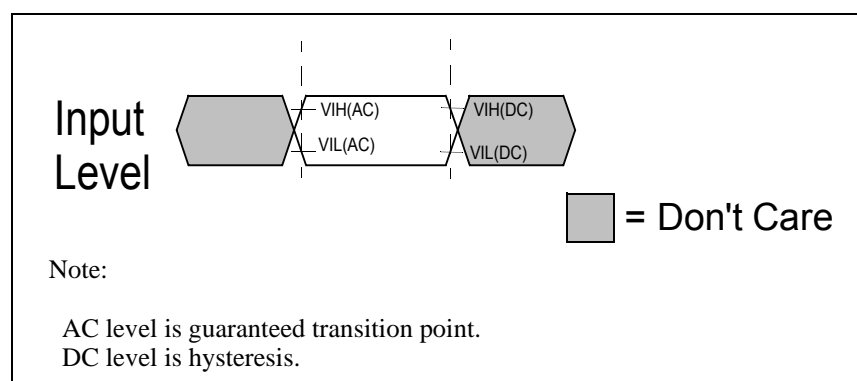 Input
Level
VIH(AC)
VIL(AC)
VIH(DC)
VIL(DC)
= Don't Care
Note:
AC level is guaranteed transition point.
DC level is hysteresis.